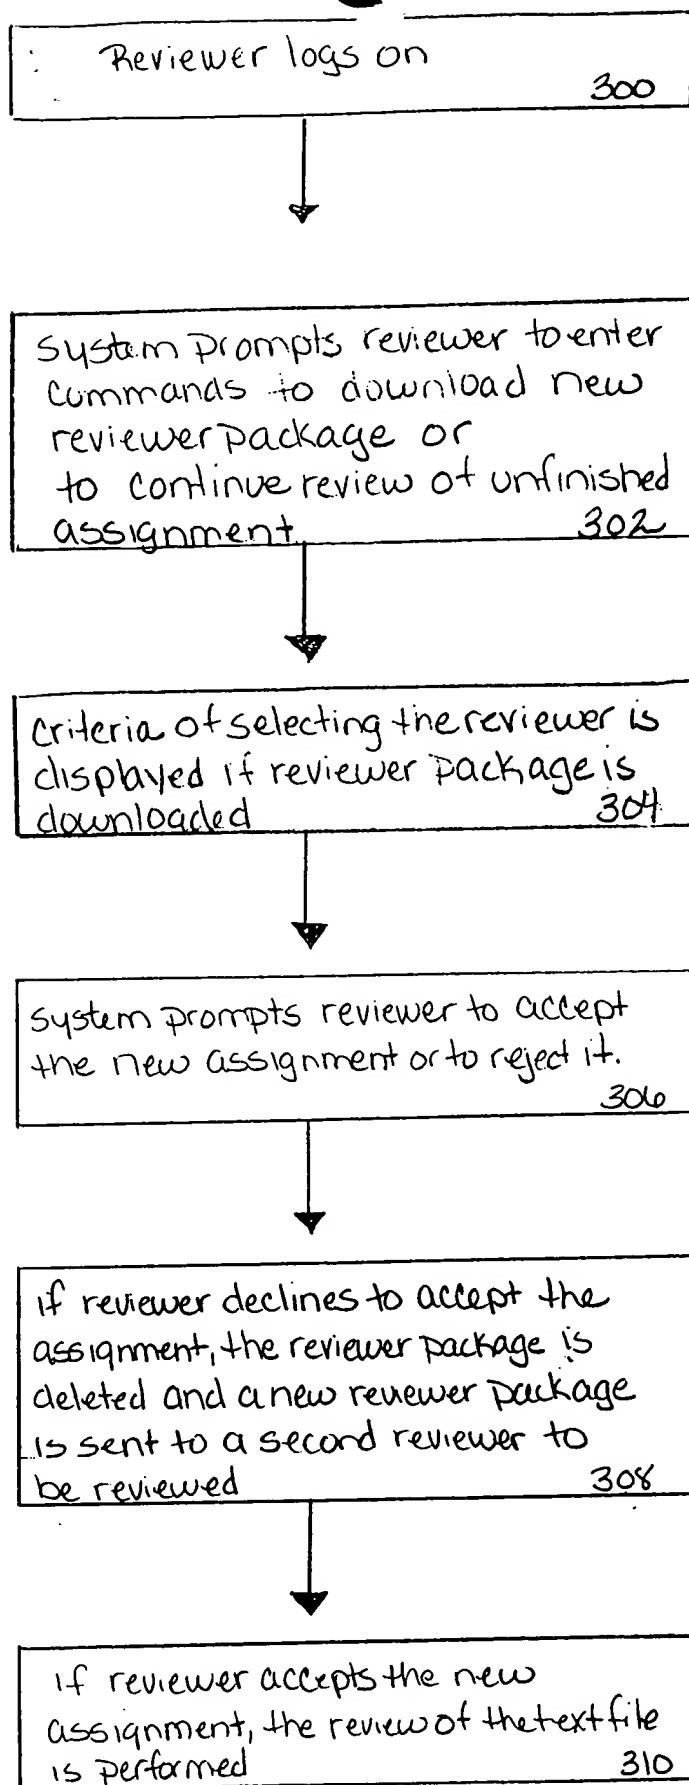 Reviewer logs on
300
System prompts reviewer to enter
commands to download new
reviewer package or
to continue review of unfinished
assignment 302
Criteria of selecting the reviewer is
displayed if reviewer package is
downloaded 304
System prompts reviewer to accept
the new assignment or to reject it.
306
if reviewer declines to accept the
assignment, the reviewer package is
deleted and a new reviewer package
is sent to a second reviewer to
be reviewed 308
if reviewer accepts the new
assignment, the review of the text file
is performed 310